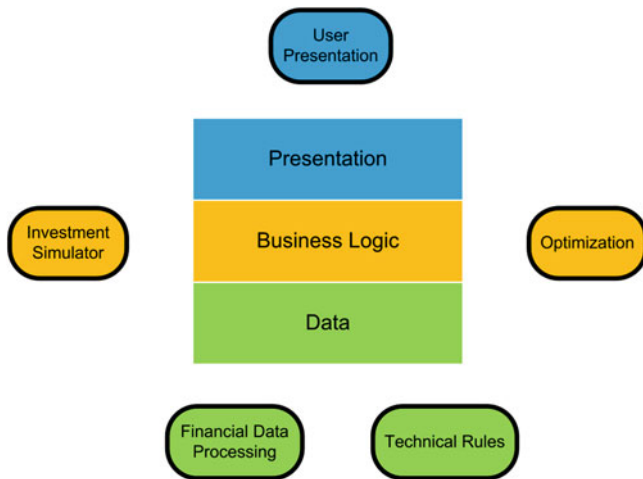 User
Presentation
Presentation
Investment
Simulator
Business Logic
Optimization
Data
Financial Data
Processing
Technical Rules